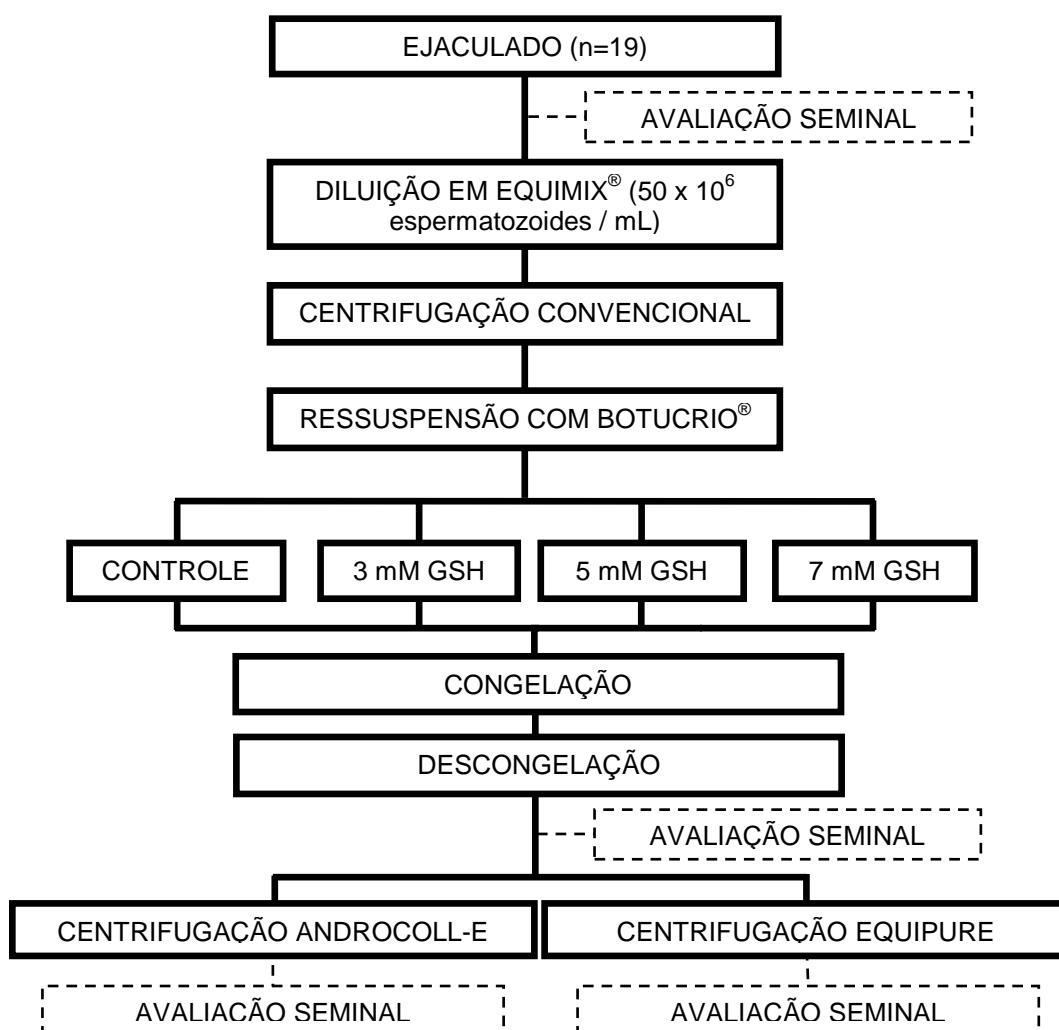 EJACULADO (n=19)
AVALIAÇÃO SEMINAL
DILUIÇÃO EM EQUIMIX® (50 x 10⁶
espermatozoides / mL)
CENTRIFUGAÇÃO CONVENCIONAL
RESSUSPENSÃO COM BOTUCRIO®
CONTROLE
3 mM GSH
5 mM GSH
7 mM GSH
CONGELAÇÃO
DESCONGELAÇÃO
AVALIAÇÃO SEMINAL
CENTRIFUGAÇÃO ANDROCOLL-E
CENTRIFUGAÇÃO EQUIPURE
AVALIAÇÃO SEMINAL
AVALIAÇÃO SEMINAL